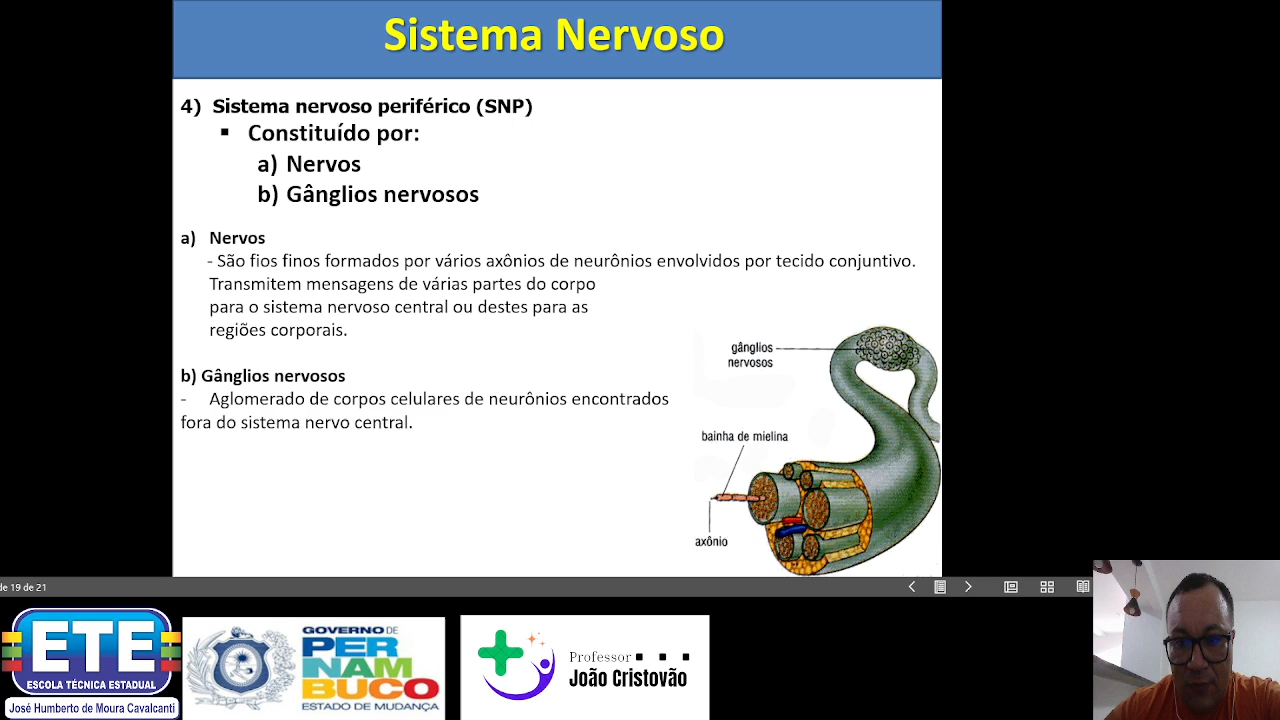 Sistema Nervoso
4) Sistema nervoso periférico (SNP)
▪ Constituído por:
a) Nervos
b) Gânglios nervosos
a) Nervos
- São fios finos formados por vários axônios de neurônios envolvidos por tecido conjuntivo.
Transmitem mensagens de várias partes do corpo
para o sistema nervoso central ou destes para as
regiões corporais.
b) Gânglios nervosos
- Aglomerado de corpos celulares de neurônios encontrados
fora do sistema nervo central.
gânglios
nervosos
bainha de mielina
axônio
de 19 de 21
ETE
ESCOLA TÉCNICA ESTADUAL
José Humberto de Moura Cavalcanti
GOVERNO DE
PER
NAM
BUCO
ESTADO DE MUDANÇA
Professor
João Cristovão